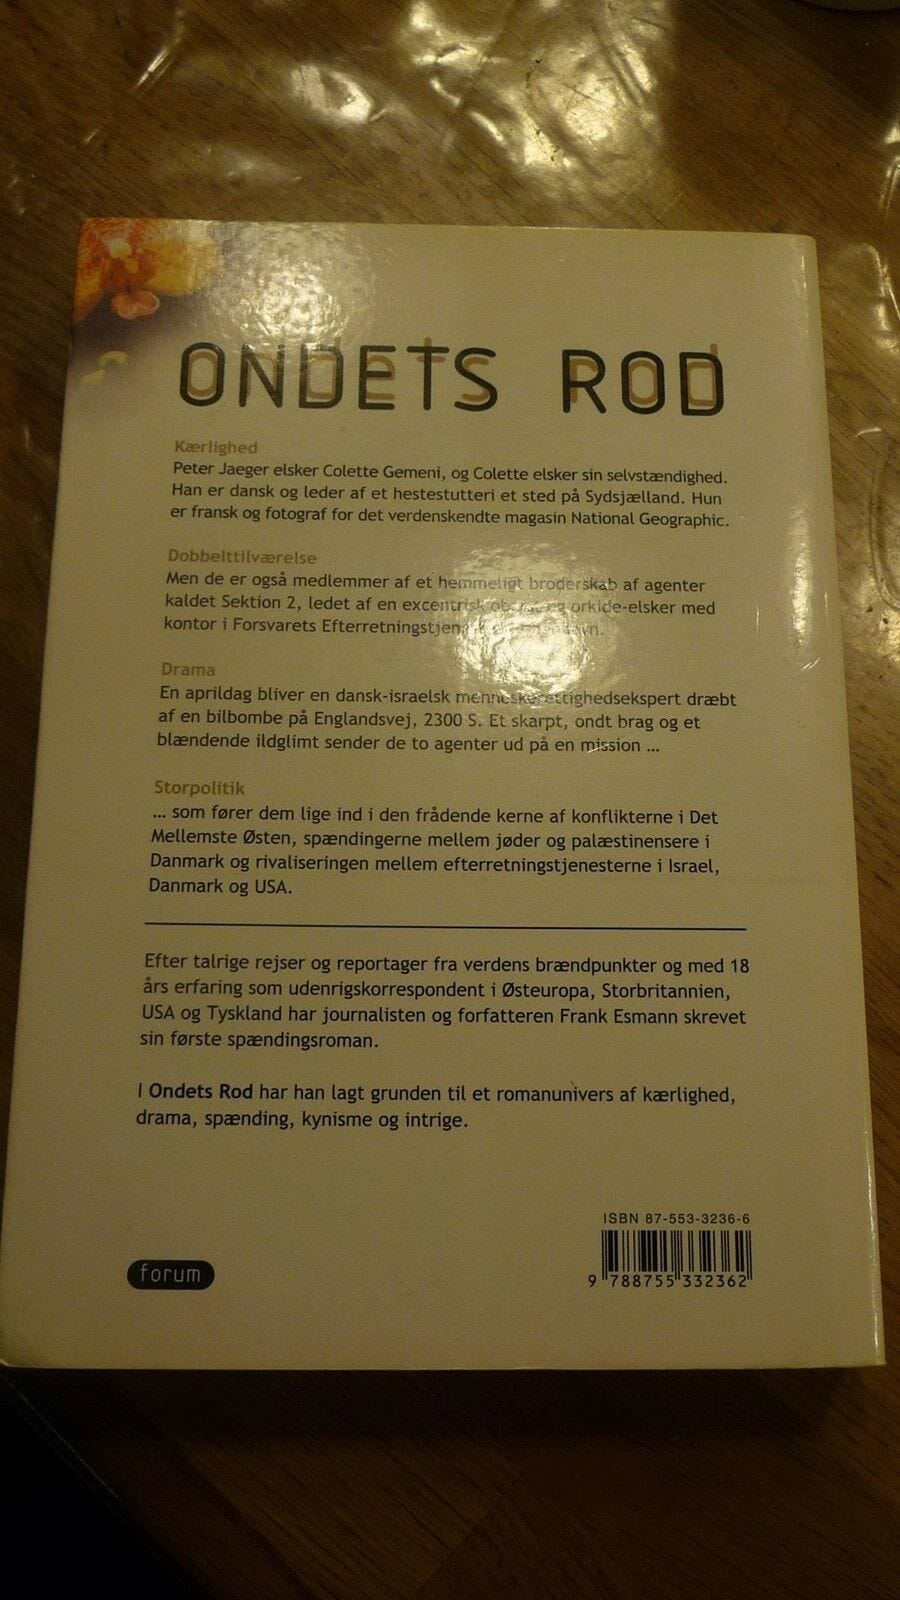 ONDETS ROD
Kærlighed
Peter Jaeger elsker Colette Gemeni, og Colette elsker sin selvstændighed.
Han er dansk og leder af et hestestutteri et sted på Sydsjælland. Hun
er fransk og fotograf for det verdenskendte magasin National Geographic.
Dobbelttilværelse
Men de er også medlemmer af et hemmeligt broderskab af agenter
kaldet Sektion 2, ledet af en excentrisk oberst og orkide-elsker med
kontor i Forsvarets
Drama
En aprildag bliver en dansk-israelsk menneskerettighedsekspert dræbt
af en bilbombe på Englandsvej, 2300 S. Et skarpt, ondt brag og et
blændende ildglimt sender de to agenter ud på en mission ...
Storpolitik
... som fører dem lige ind i den frådende kerne af konflikterne i Det
Mellemste Østen, spændingerne mellem jøder og palæstinensere i
Danmark og rivaliseringen mellem efterretningstjenesterne i Israel,
Danmark og USA.
Efter talrige rejser og reportager fra verdens brændpunkter og med 18
års erfaring som udenrigskorrespondent i Østeuropa, Storbritannien,
USA og Tyskland har journalisten og forfatteren Frank Esmann skrevet
sin første spændingsroman.
I Ondets Rod har han lagt grunden til et romanunivers af kærlighed,
drama, spænding, kynisme og intrige.
ISBN 87-553-3236-6
9 788755 332362
forum